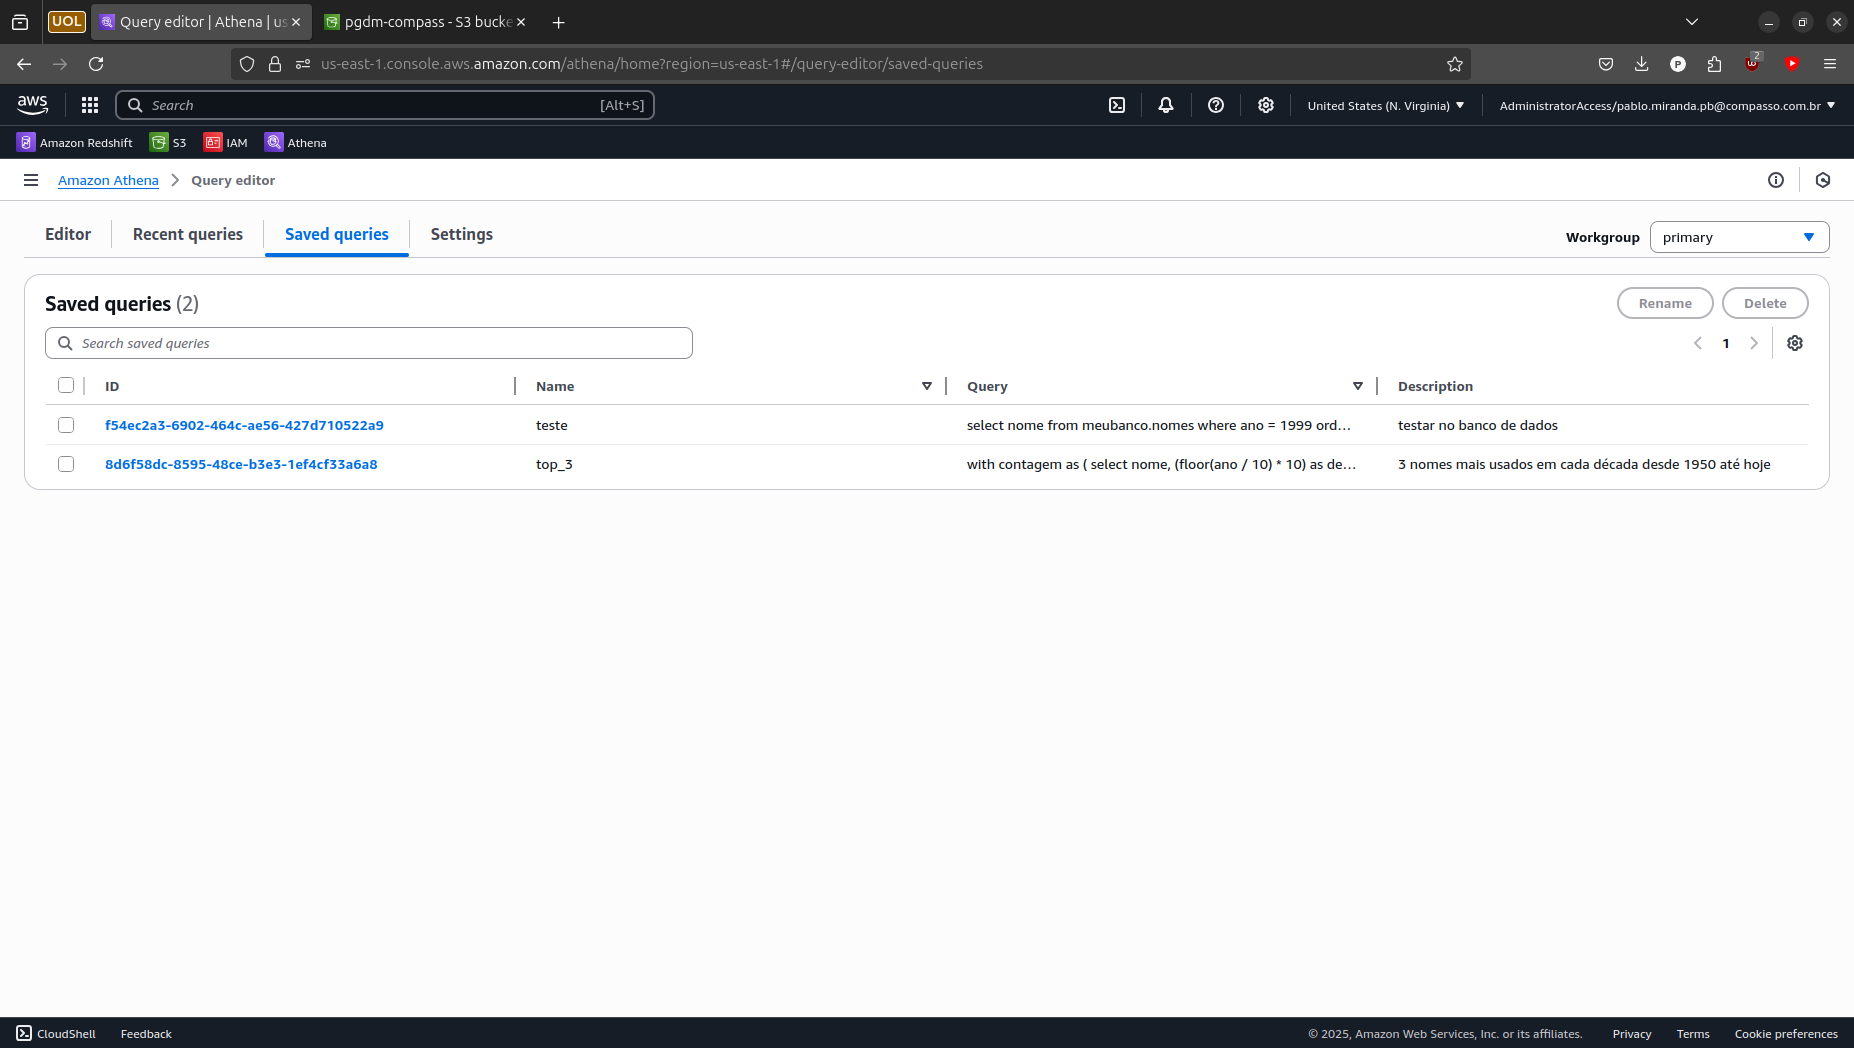 UOL Query editor | Athena | us pgdm-compass - S3 bucke
us-east-1.console.aws.amazon.com/athena/home?region=us-east-1#/query-editor/saved-queries 2
aws Search [Alt+S] United States (N. Virginia) AdministratorAccess/pablo.miranda.pb@compasso.com.br
Amazon Redshift S3 IAM Athena
Amazon Athena Query editor
Editor Recent queries Saved queries Settings Workgroup primary
Saved queries (2) Rename Delete
Search saved queries 1
ID Name Query Description
f54ec2a3-6902-464c-ae56-427d710522a9 teste select nome from meubanco.nomes where ano = 1999 ord... testar no banco de dados
8d6f58dc-8595-48ce-b3e3-1ef4cf33a6a8 top_3 with contagem as ( select nome, (floor(ano / 10) * 10) as de... 3 nomes mais usados em cada década desde 1950 até hoje
CloudShell Feedback © 2025, Amazon Web Services, Inc. or its affiliates. Privacy Terms Cookie preferences